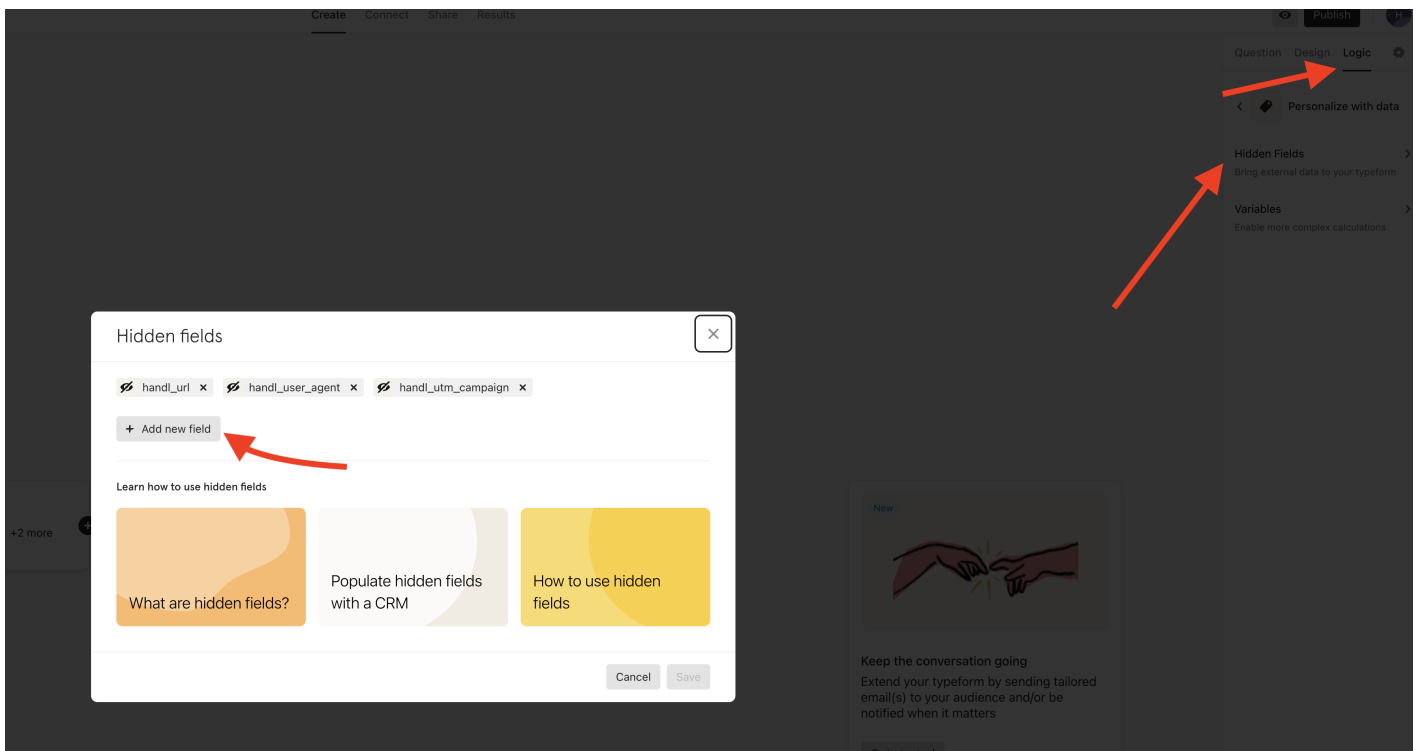 Create Connect Share Results
Publish
H
Question Design Logic
Personalize with data
Hidden Fields
Bring external data to your typeform
Variables
Enable more complex calculations
Hidden fields
handl_url handl_user_agent handl_utm_campaign
+ Add new field
Learn how to use hidden fields
What are hidden fields?
Populate hidden fields
with a CRM
How to use hidden
fields
Cancel Save
+2 more
New
Keep the conversation going
Extend your typeform by sending tailored
email(s) to your audience and/or be
notified when it matters